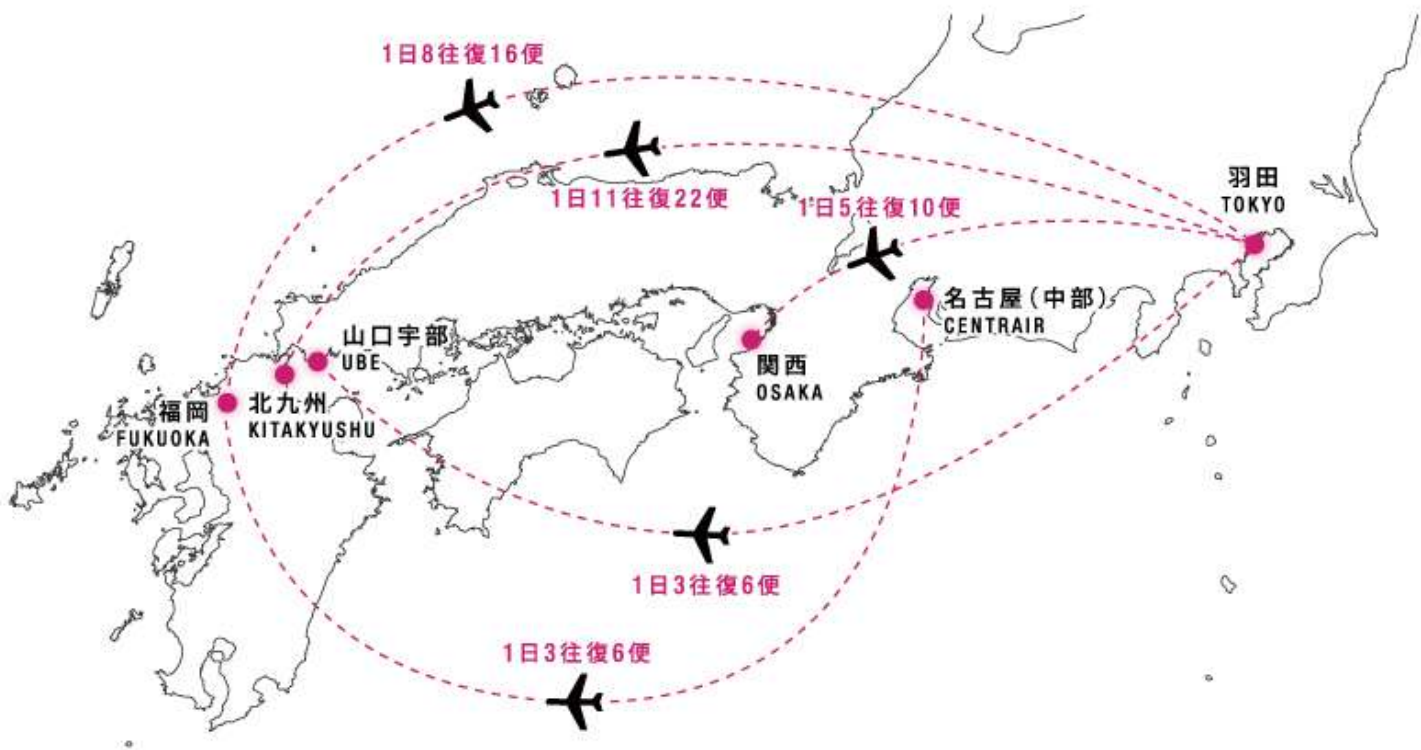 1日8往復16便
1日11往復22便
1日5往復10便
羽田
TOKYO
名古屋（中部）
CENTRAIR
山口宇部
UBE
関西
OSAKA
福岡
FUKUOKA
北九州
KITAKYUSHU
1日3往復6便
1日3往復6便